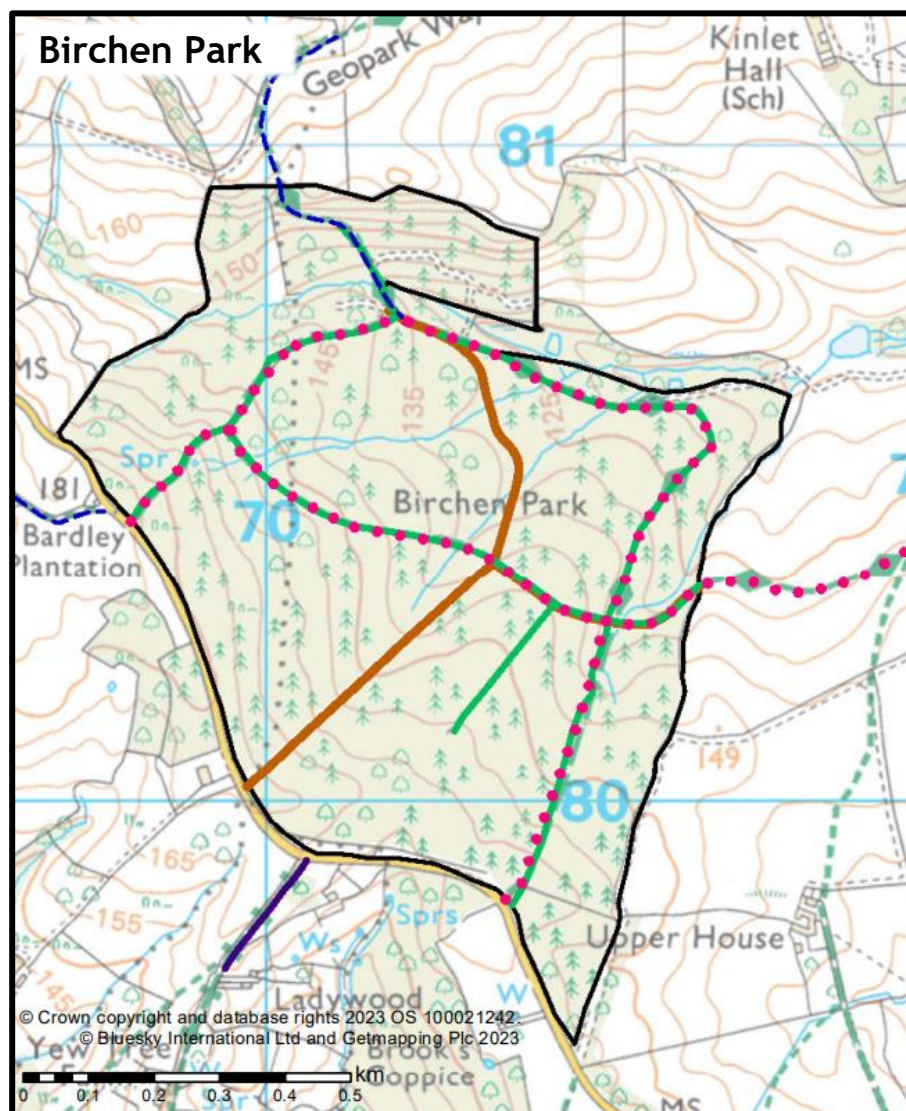 Birchen Park
Geopark Way
Kinlet
Hall
(Sch)
81
160
150
MS
145
135
125
Spr
181
70
Birchen Park
7
Bardley
Plantation
149
80
165
155
Sprs
Ws
Upper House
145
Ladywood
W
© Crown copyright and database rights 2023 OS 100021242.
© Bluesky International Ltd and Getmapping Plc 2023
Yew Tree
Brook's
Coppice
W
km
0 0.1 0.2 0.3 0.4 0.5
Spr
MS